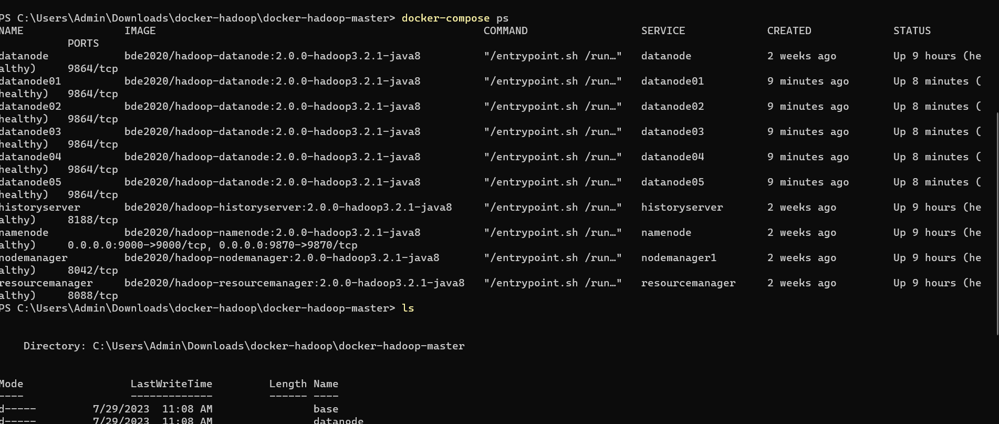 PS C:\Users\Admin\Downloads\docker-hadoop\docker-hadoop-master> docker-compose ps
NAME IMAGE COMMAND SERVICE CREATED STATUS
PORTS
datanode bde2020/hadoop-datanode:2.0.0-hadoop3.2.1-java8 "/entrypoint.sh /run…" datanode 2 weeks ago Up 9 hours (he
althy) 9864/tcp
datanode01 bde2020/hadoop-datanode:2.0.0-hadoop3.2.1-java8 "/entrypoint.sh /run…" datanode01 9 minutes ago Up 8 minutes (
healthy) 9864/tcp
datanode02 bde2020/hadoop-datanode:2.0.0-hadoop3.2.1-java8 "/entrypoint.sh /run…" datanode02 9 minutes ago Up 8 minutes (
healthy) 9864/tcp
datanode03 bde2020/hadoop-datanode:2.0.0-hadoop3.2.1-java8 "/entrypoint.sh /run…" datanode03 9 minutes ago Up 8 minutes (
healthy) 9864/tcp
datanode04 bde2020/hadoop-datanode:2.0.0-hadoop3.2.1-java8 "/entrypoint.sh /run…" datanode04 9 minutes ago Up 8 minutes (
healthy) 9864/tcp
datanode05 bde2020/hadoop-datanode:2.0.0-hadoop3.2.1-java8 "/entrypoint.sh /run…" datanode05 9 minutes ago Up 8 minutes (
healthy) 9864/tcp
historyserver bde2020/hadoop-historyserver:2.0.0-hadoop3.2.1-java8 "/entrypoint.sh /run…" historyserver 2 weeks ago Up 9 hours (he
althy) 8188/tcp
namenode bde2020/hadoop-namenode:2.0.0-hadoop3.2.1-java8 "/entrypoint.sh /run…" namenode 2 weeks ago Up 9 hours (he
althy) 0.0.0.0:9000->9000/tcp, 0.0.0.0:9870->9870/tcp
nodemanager bde2020/hadoop-nodemanager:2.0.0-hadoop3.2.1-java8 "/entrypoint.sh /run…" nodemanager1 2 weeks ago Up 9 hours (he
althy) 8042/tcp
resourcemanager bde2020/hadoop-resourcemanager:2.0.0-hadoop3.2.1-java8 "/entrypoint.sh /run…" resourcemanager 2 weeks ago Up 9 hours (he
althy) 8088/tcp
PS C:\Users\Admin\Downloads\docker-hadoop\docker-hadoop-master> ls
Directory: C:\Users\Admin\Downloads\docker-hadoop\docker-hadoop-master
Mode LastWriteTime Length Name
---- ------------- ------ ----
d----- 7/29/2023 11:08 AM base
d----- 7/29/2023 11:08 AM datanode